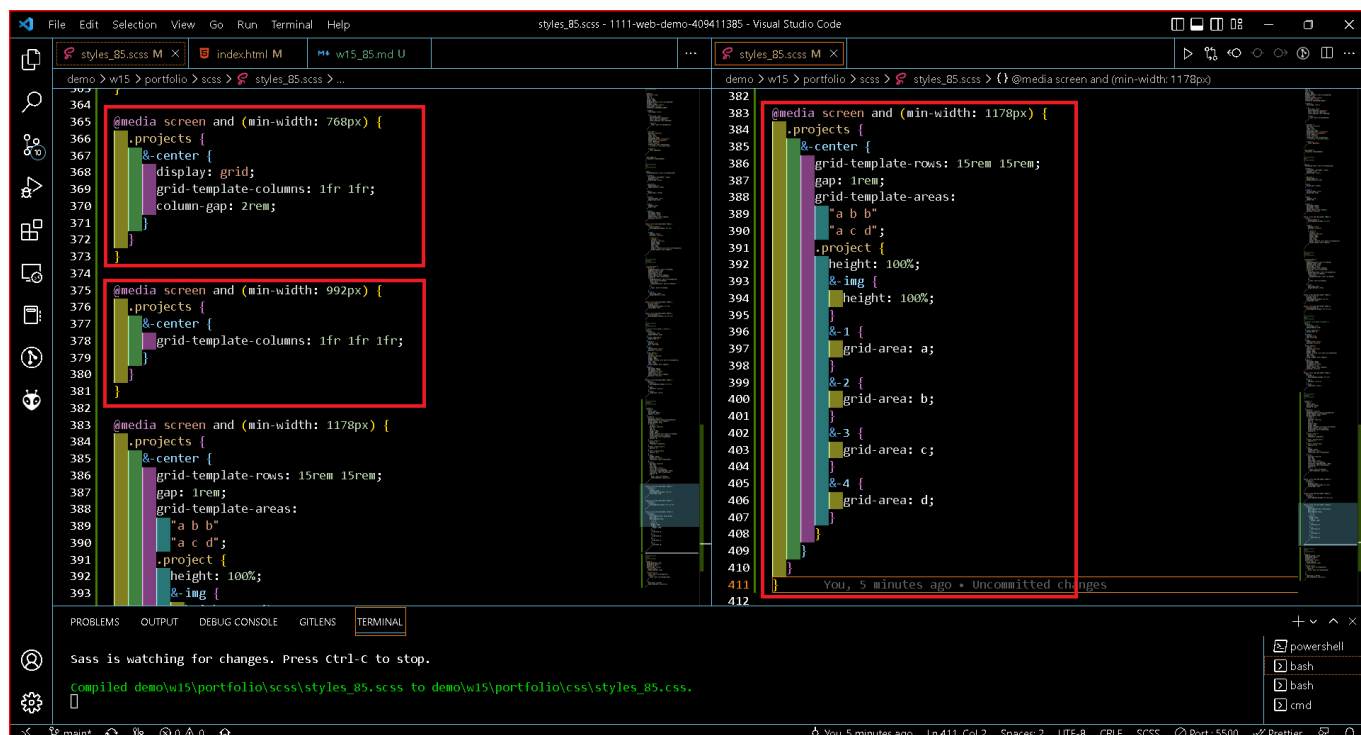 File Edit Selection View Go Run Terminal Help
styles_85.scss - 1111-web-demo-409411385 - Visual Studio Code
styles_85.scss M
index.html M
w15_85.md U
demo > w15 > portfolio > scss > styles_85.scss > ...
364
365 @media screen and (min-width: 768px) {
366 .projects {
367 &-center {
368 display: grid;
369 grid-template-columns: 1fr 1fr;
370 column-gap: 2rem;
371 }
372 }
373 }
374
375 @media screen and (min-width: 992px) {
376 .projects {
377 &-center {
378 grid-template-columns: 1fr 1fr 1fr;
379 }
380 }
381 }
382
383 @media screen and (min-width: 1178px) {
384 .projects {
385 &-center {
386 grid-template-rows: 15rem 15rem;
387 gap: 1rem;
388 grid-template-areas:
389 "a b b"
390 "a c d";
391 .project {
392 height: 100%;
393 &-img {
styles_85.scss M
demo > w15 > portfolio > scss > styles_85.scss > {} @media screen and (min-width: 1178px)
382
383 @media screen and (min-width: 1178px) {
384 .projects {
385 &-center {
386 grid-template-rows: 15rem 15rem;
387 gap: 1rem;
388 grid-template-areas:
389 "a b b"
390 "a c d";
391 .project {
392 height: 100%;
393 &-img {
394 height: 100%;
395 }
396 &-1 {
397 grid-area: a;
398 }
399 &-2 {
400 grid-area: b;
401 }
402 &-3 {
403 grid-area: c;
404 }
405 &-4 {
406 grid-area: d;
407 }
408 }
409 }
410 }
411 } You, 5 minutes ago • Uncommitted changes
412
PROBLEMS OUTPUT DEBUG CONSOLE GITLENS TERMINAL
Sass is watching for changes. Press Ctrl-C to stop.
Compiled demo\w15\portfolio\scss\styles_85.scss to demo\w15\portfolio\css\styles_85.css.
powershell
bash
bash
cmd
10
main* 0 0 You, 5 minutes ago Ln 411, Col 2 Spaces: 2 UTF-8 CRLF SCSS Port : 5500 Prettier